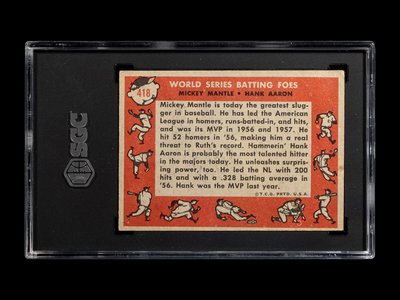 SGC
418
WORLD SERIES BATTING FOES
MICKEY MANTLE • HANK AARON
Mickey Mantle is today the greatest slug-
ger in baseball. He has led the American
League in homers, runs-batted-in, and hits,
and was its MVP in 1956 and 1957. He
hit 52 homers in '56, making him a real
threat to Ruth's record. Hammerin' Hank
Aaron is probably the most talented hitter
in the majors today. He unleashes surpris-
ing power, too. He led the NL with 200
hits and with a .328 batting average in
'56. Hank was the MVP last year.
© T.C.G. PRTD. U.S.A.